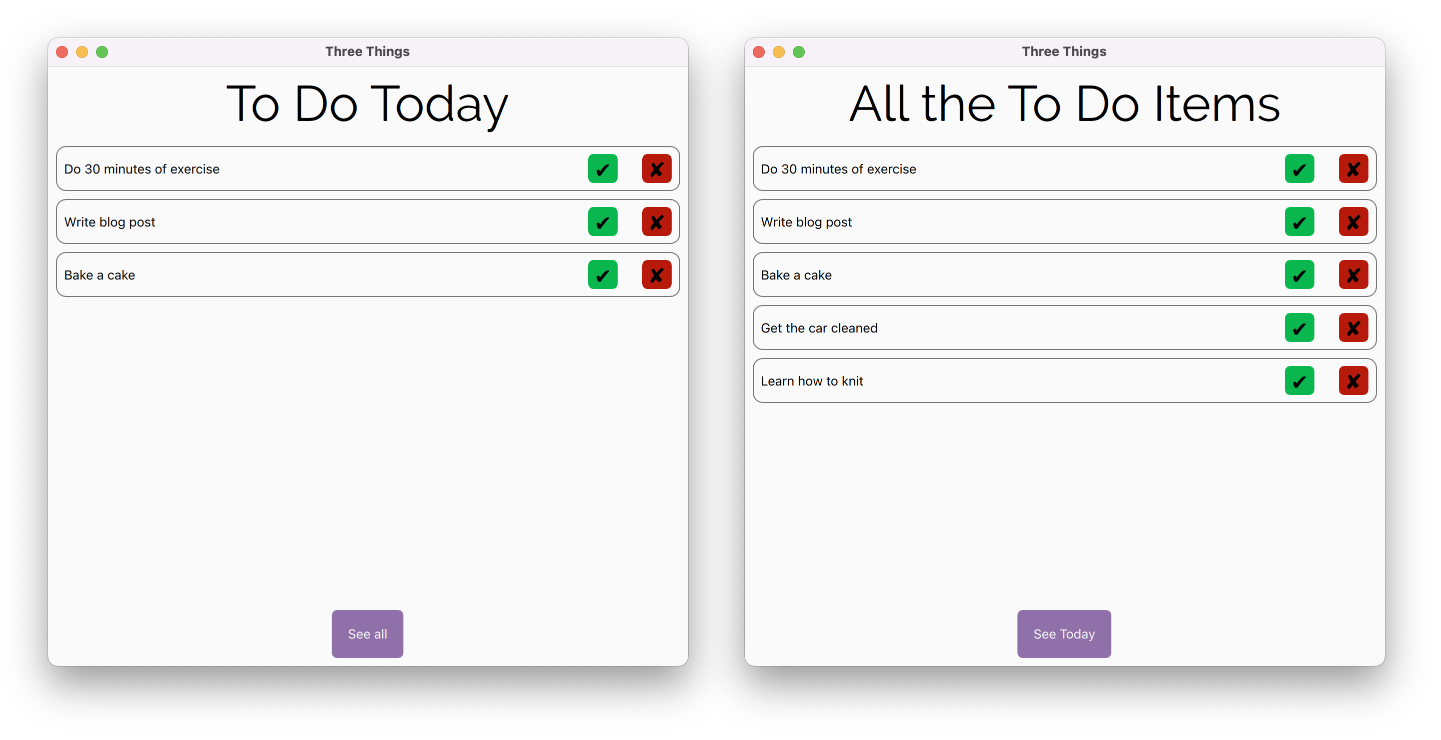 Three Things
To Do Today
Do 30 minutes of exercise ✔ ✘
Write blog post ✔ ✘
Bake a cake ✔ ✘
See all
Three Things
All the To Do Items
Do 30 minutes of exercise ✔ ✘
Write blog post ✔ ✘
Bake a cake ✔ ✘
Get the car cleaned ✔ ✘
Learn how to knit ✔ ✘
See Today